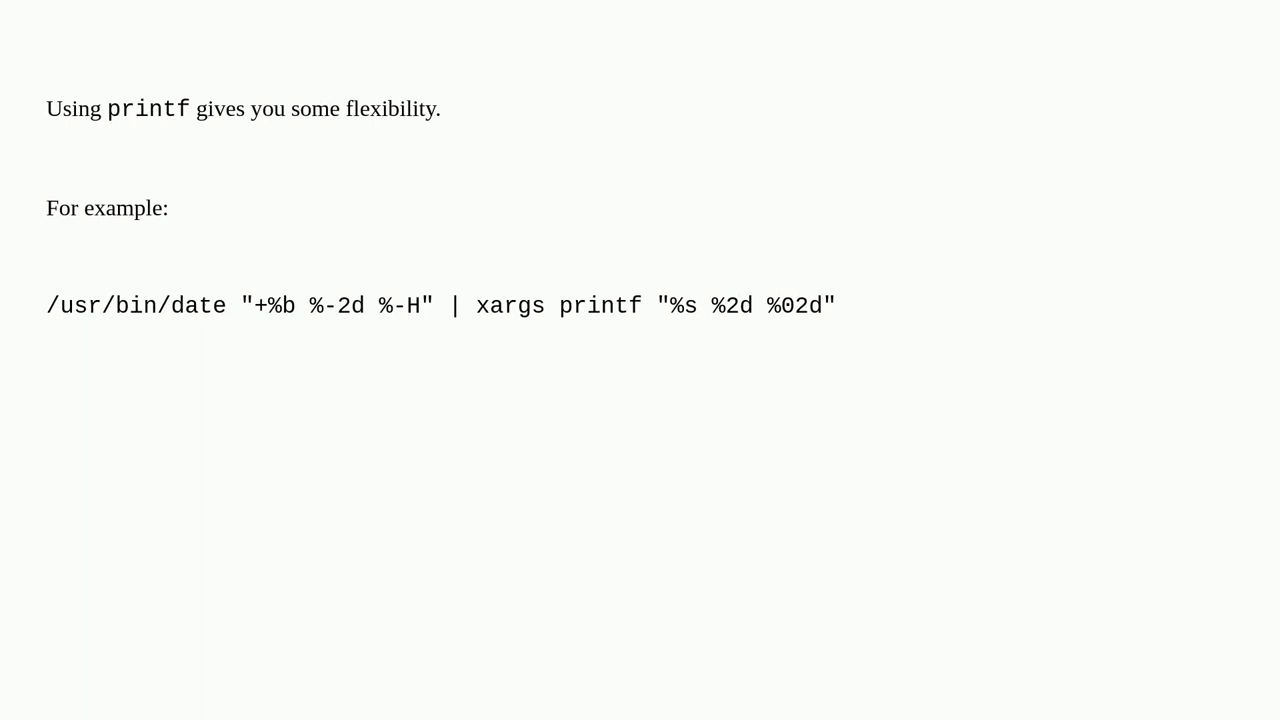 Using printf gives you some flexibility.
For example:
/usr/bin/date "+%b %-2d %-H" | xargs printf "%s %2d %02d"